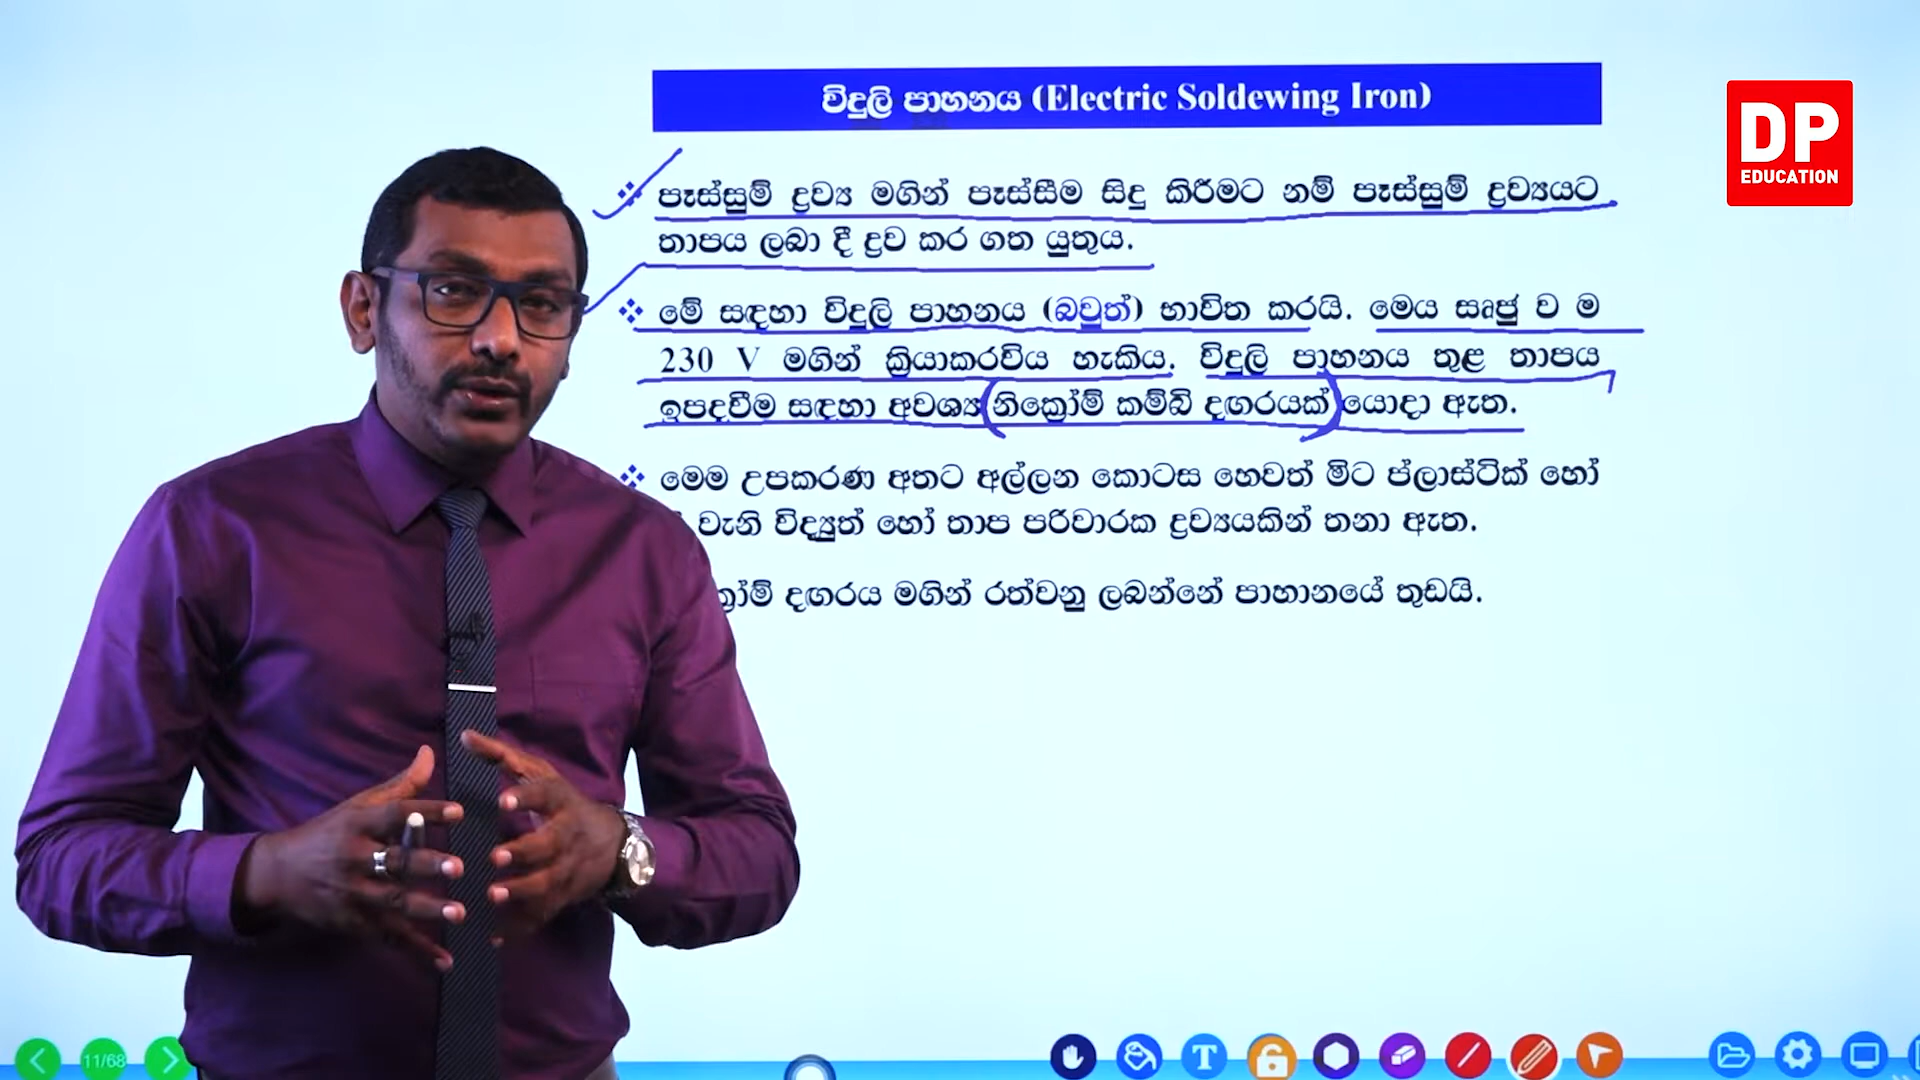 විදුලි පාහනය (Electric Soldewing Iron)
DP
EDUCATION
❖ පෑස්සුම් ද්‍රව්‍ය මගින් පෑස්සීම සිදු කිරීමට නම් පෑස්සුම් ද්‍රව්‍යයට
තාපය ලබා දී ද්‍රව කර ගත යුතුය.
❖ මේ සඳහා විදුලි පාහනය (බවුත්) භාවිත කරයි. මෙය සෘජු ව ම
230 V මගින් ක්‍රියාකරවිය හැකිය. විදුලි පාහනය තුළ තාපය
ඉපදවීම සඳහා අවශ්‍ය නික්‍රෝම් කම්බි දඟරයක් යොදා ඇත.
❖ මෙම උපකරණ අතට අල්ලන කොටස හෙවත් මිට ප්ලාස්ටික් හෝ
වැනි විද්‍යුත් හෝ තාප පරිවාරක ද්‍රව්‍යයකින් තනා ඇත.
දඟරය මගින් රත්වනු ලබන්නේ පාහානයේ තුඩයි.
11/68
T